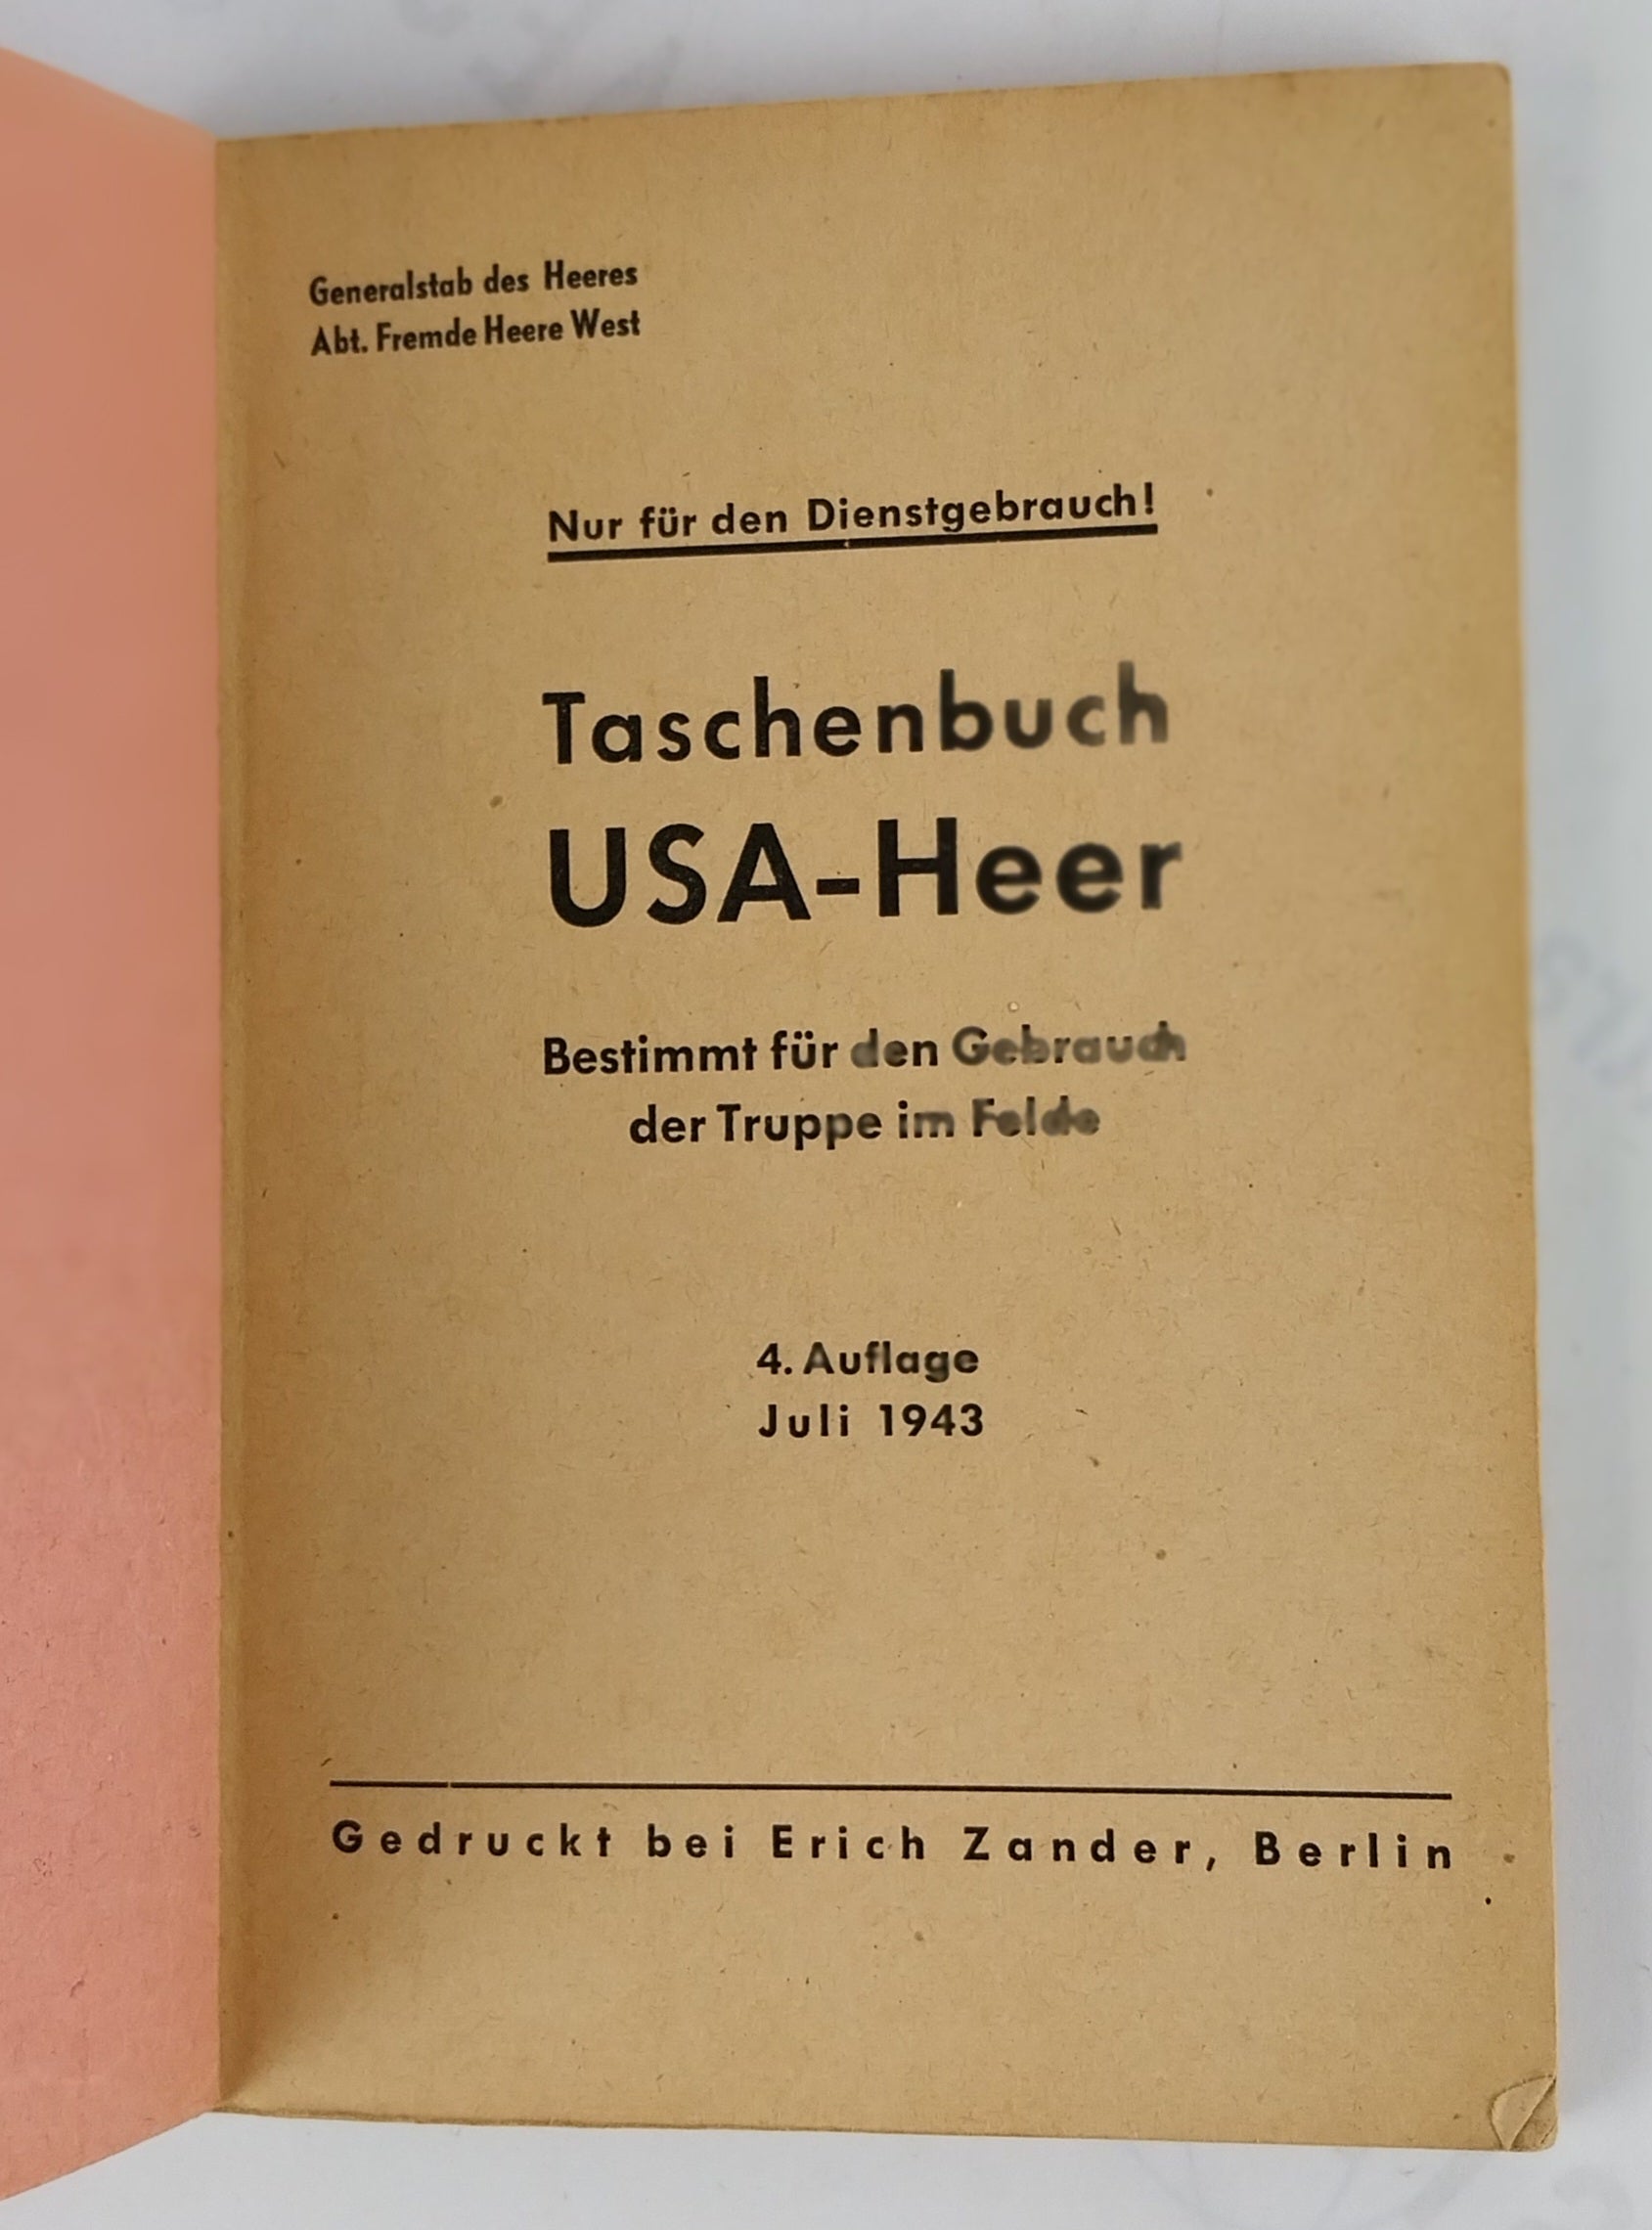 Generalstab des Heeres
Abt. Fremde Heere West
Nur für den Dienstgebrauch!
Taschenbuch
USA-Heer
Bestimmt für den Gebrauch
der Truppe im Felde
4. Auflage
Juli 1943
Gedruckt bei Erich Zander, Berlin